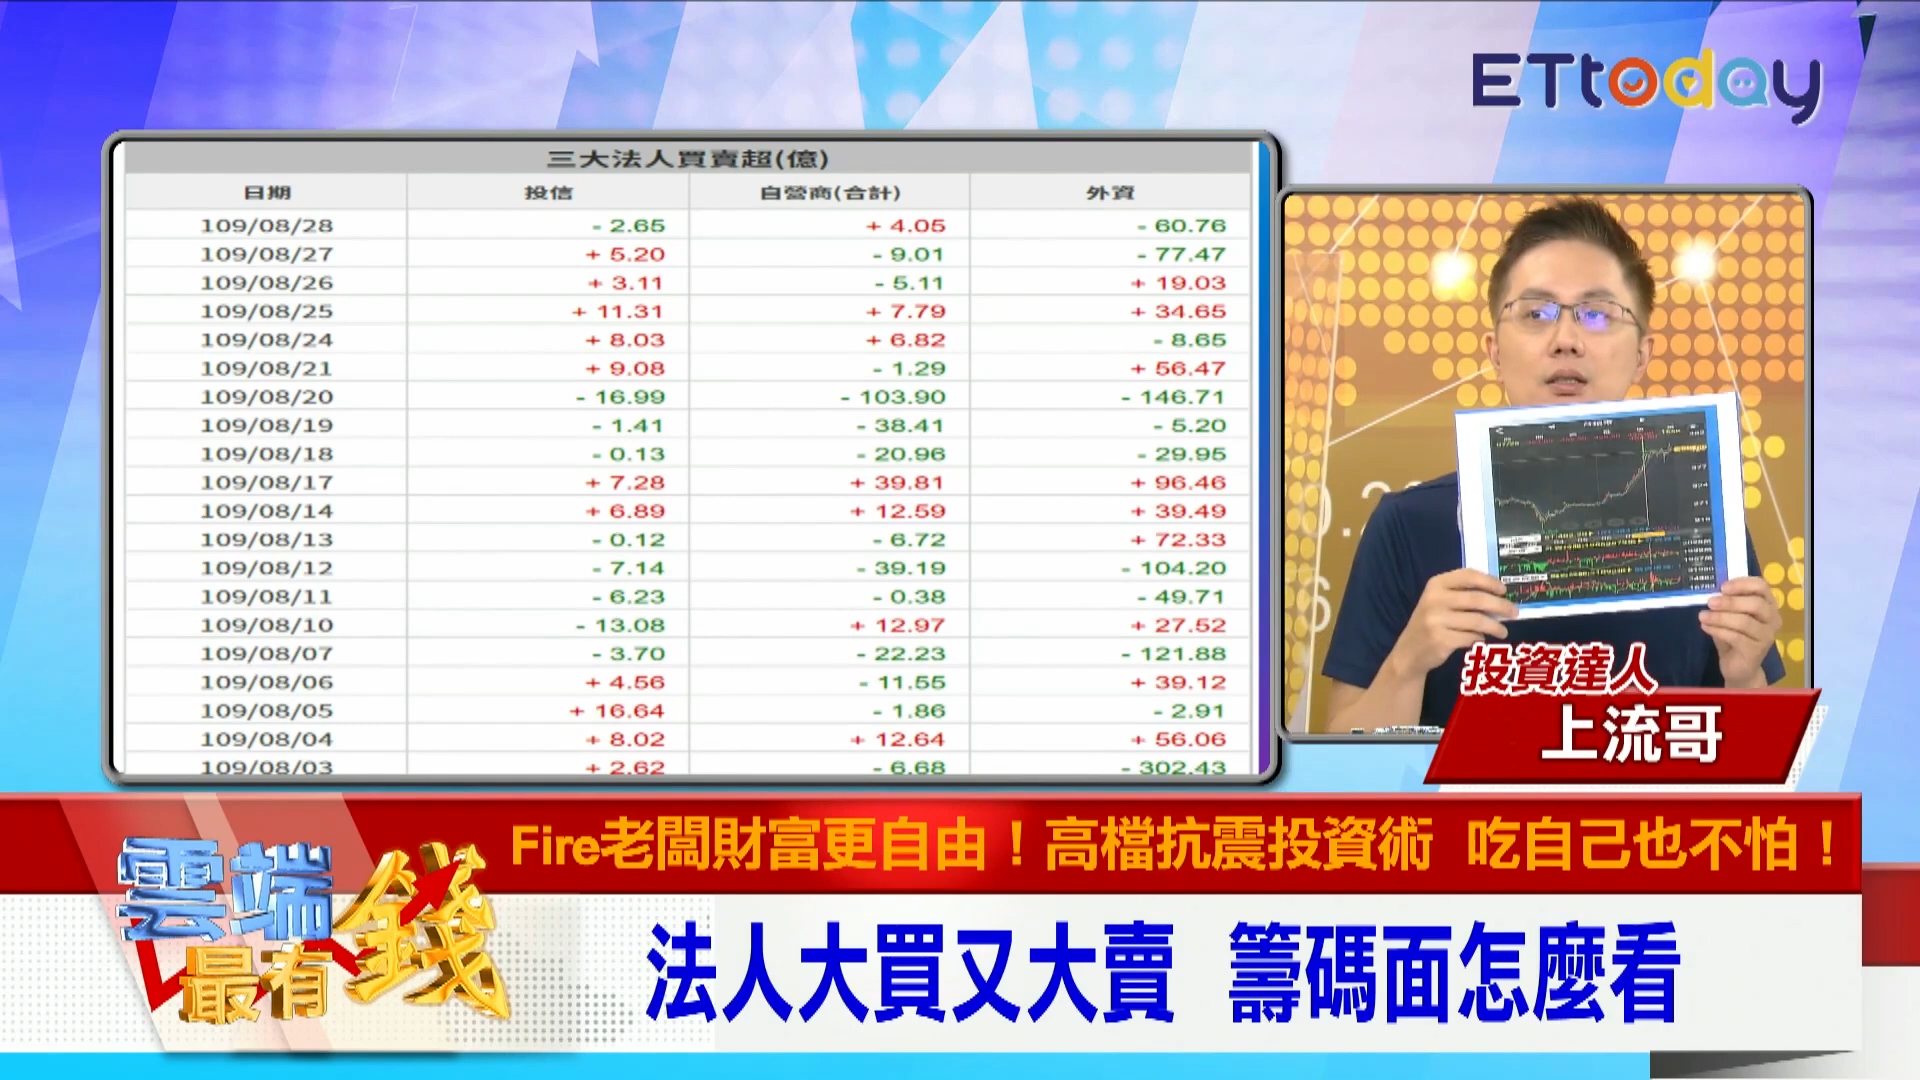 ETtoday
三大法人買賣超(億)
日期 投信 自營商(合計) 外資
109/08/28 - 2.65 + 4.05 - 60.76
109/08/27 + 5.20 - 9.01 - 77.47
109/08/26 + 3.11 - 5.11 + 19.03
109/08/25 + 11.31 + 7.79 + 34.65
109/08/24 + 8.03 + 6.82 - 8.65
109/08/21 + 9.08 - 1.29 + 56.47
109/08/20 - 16.99 - 103.90 - 146.71
109/08/19 - 1.41 - 38.41 - 5.20
109/08/18 - 0.13 - 20.96 - 29.95
109/08/17 + 7.28 + 39.81 + 96.46
109/08/14 + 6.89 + 12.59 + 39.49
109/08/13 - 0.12 - 6.72 + 72.33
109/08/12 - 7.14 - 39.19 - 104.20
109/08/11 - 6.23 - 0.38 - 49.71
109/08/10 - 13.08 + 12.97 + 27.52
109/08/07 - 3.70 - 22.23 - 121.88
109/08/06 + 4.56 - 11.55 + 39.12
109/08/05 + 16.64 - 1.86 - 2.91
109/08/04 + 8.02 + 12.64 + 56.06
109/08/03 + 2.62 - 6.68 - 302.43
投資達人
上流哥
Fire老闆財富更自由！高檔抗震投資術 吃自己也不怕！
雲端最有錢
法人大買又大賣 籌碼面怎麼看